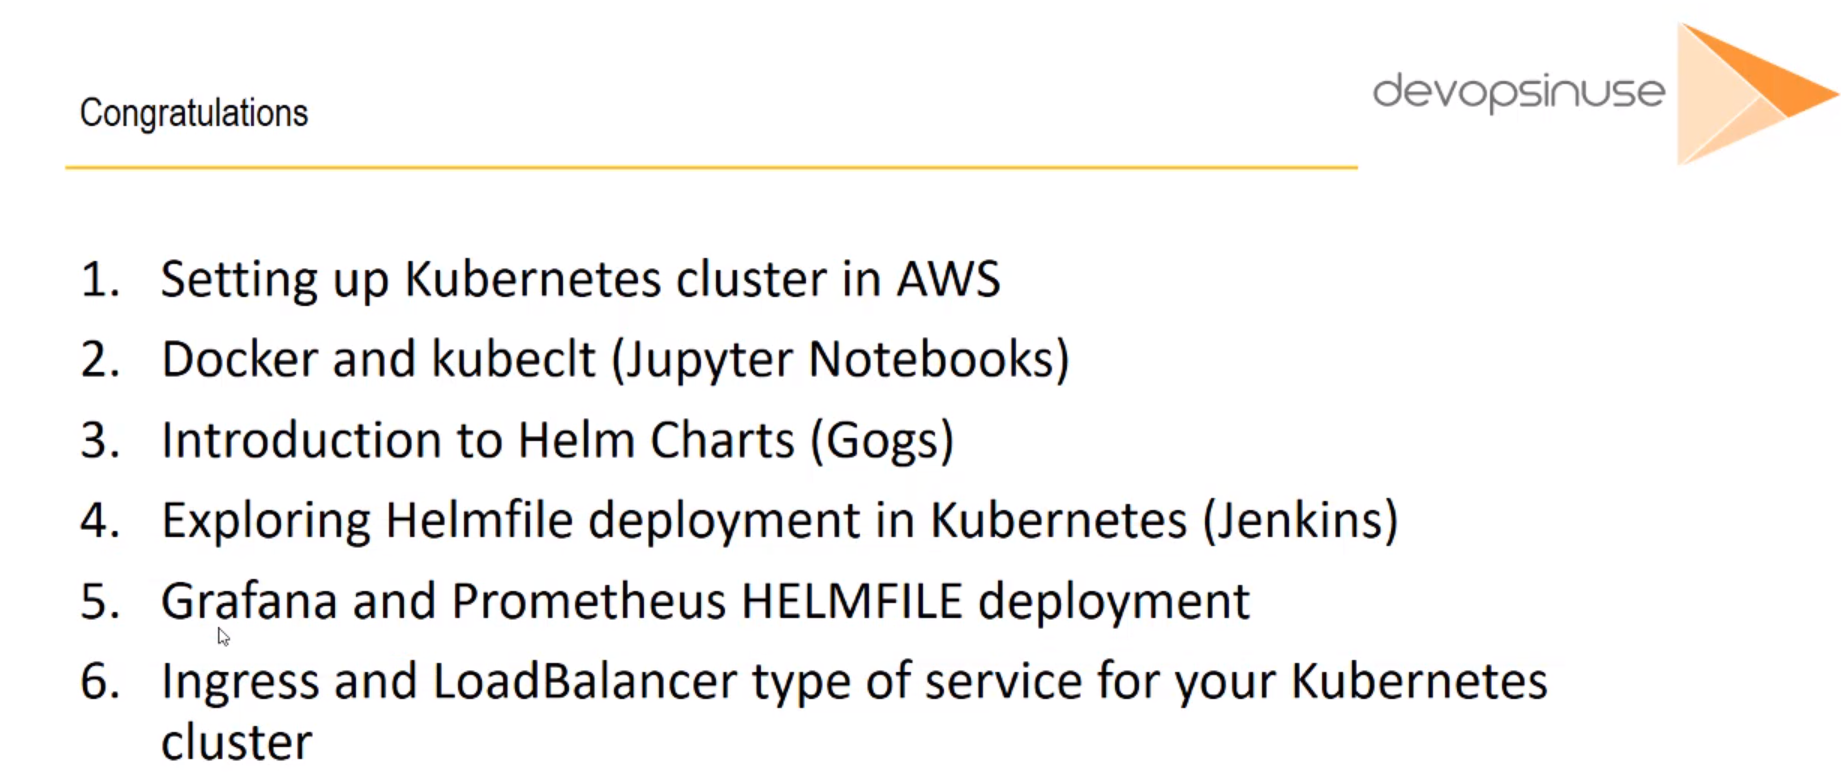 Congratulations
devopsinuse
1. Setting up Kubernetes cluster in AWS
2. Docker and kubeclt (Jupyter Notebooks)
3. Introduction to Helm Charts (Gogs)
4. Exploring Helmfile deployment in Kubernetes (Jenkins)
5. Grafana and Prometheus HELMFILE deployment
6. Ingress and LoadBalancer type of service for your Kubernetes
cluster